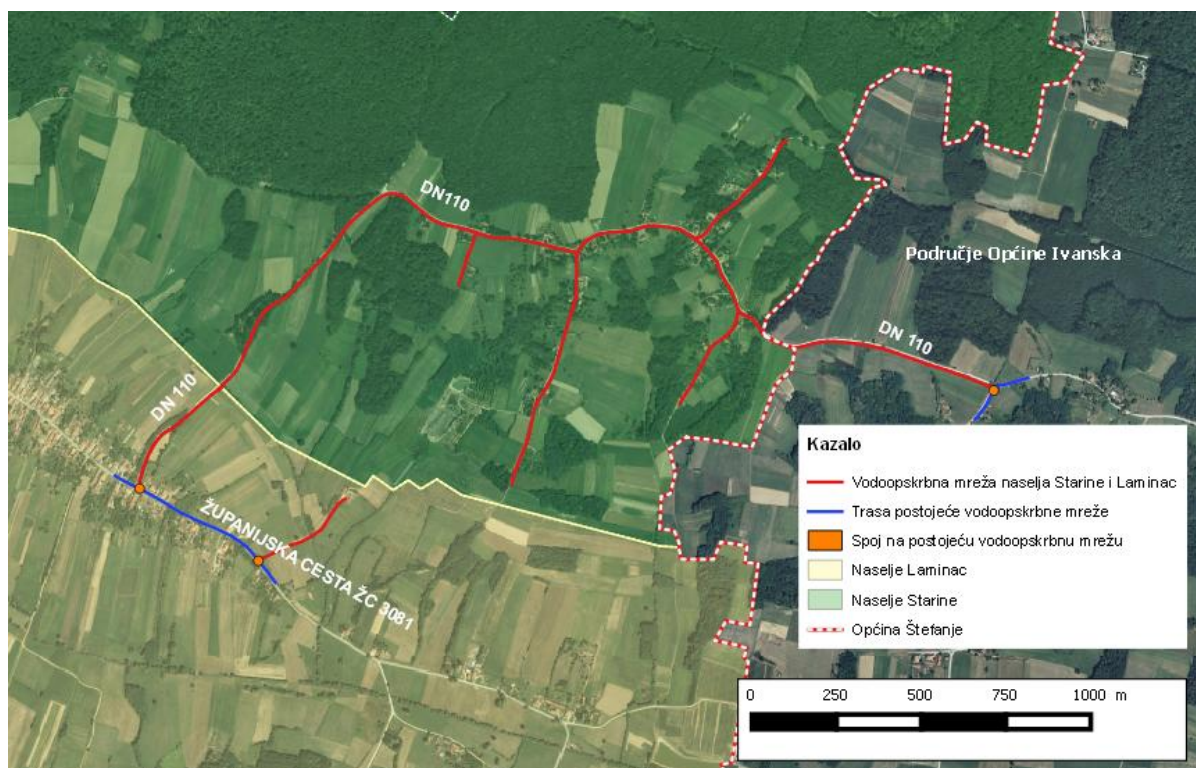 DN110
Područje Općine Ivanska
DN 110
DN 110
ŽUPANIJSKA CESTA ŽC 3081
Kazalo
Vodoopskrbna mreža naselja Starine i Laminac
Trasa postojeće vodoopskrbne mreže
Spoj na postojeću vodoopskrbnu mrežu
Naselje Laminac
Naselje Starine
Općina Štefanje
0 250 500 750 1000 m